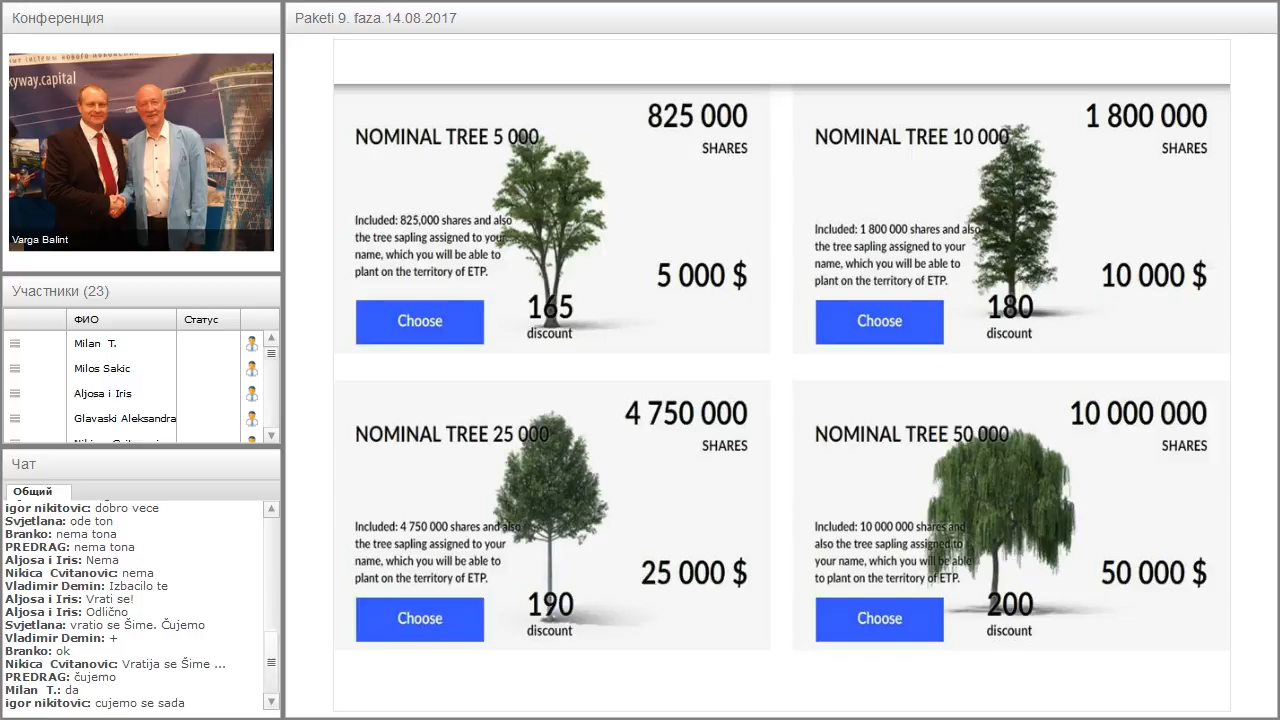 Конференция
kyway.capital
Varga Balint
Участники (23)
ФИО
Статус
Milan T.
Milos Sakic
Aljosa i Iris
Glavaski Aleksandra
Чат
Общий
igor nikitovic: dobro vece
Svjetlana: ode ton
Branko: nema tona
PREDRAG: nema tona
Aljosa i Iris: Nema
Nikica Cvitanovic: nema
Vladimir Demin: Izbacilo te
Aljosa i Iris: Vrati se!
Aljosa i Iris: Odlično
Svjetlana: vratio se Šime. Čujemo
Vladimir Demin: +
Branko: ok
Nikica Cvitanovic: Vratija se Šime ...
PREDRAG: čujemo
Milan T.: da
igor nikitovic: cujemo se sada
Paketi 9. faza.14.08.2017
825 000
SHARES
NOMINAL TREE 5 000
Included: 825,000 shares and also
the tree sapling assigned to your
name, which you will be able to
plant on the territory of ETP.
5 000 $
Choose
165
discount
1 800 000
SHARES
NOMINAL TREE 10 000
Included: 1 800 000 shares and also
the tree sapling assigned to your
name, which you will be able to
plant on the territory of ETP.
10 000 $
Choose
180
discount
4 750 000
SHARES
NOMINAL TREE 25 000
Included: 4 750 000 shares and also
the tree sapling assigned to your
name, which you will be able to
plant on the territory of ETP.
25 000 $
Choose
190
discount
10 000 000
SHARES
NOMINAL TREE 50 000
Included: 10 000 000 shares and
also the tree sapling assigned to
your name, which you will be able
to plant on the territory of ETP.
50 000 $
Choose
200
discount